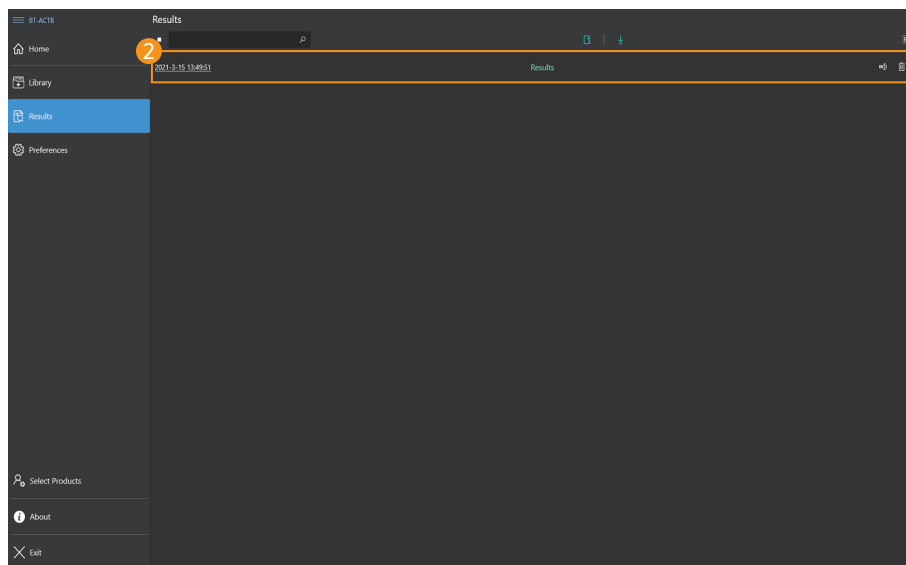 BT-ACTB
Results
Home
2
2021-3-15 13:49:51
Results
Library
Results
Preferences
Select Products
About
Exit